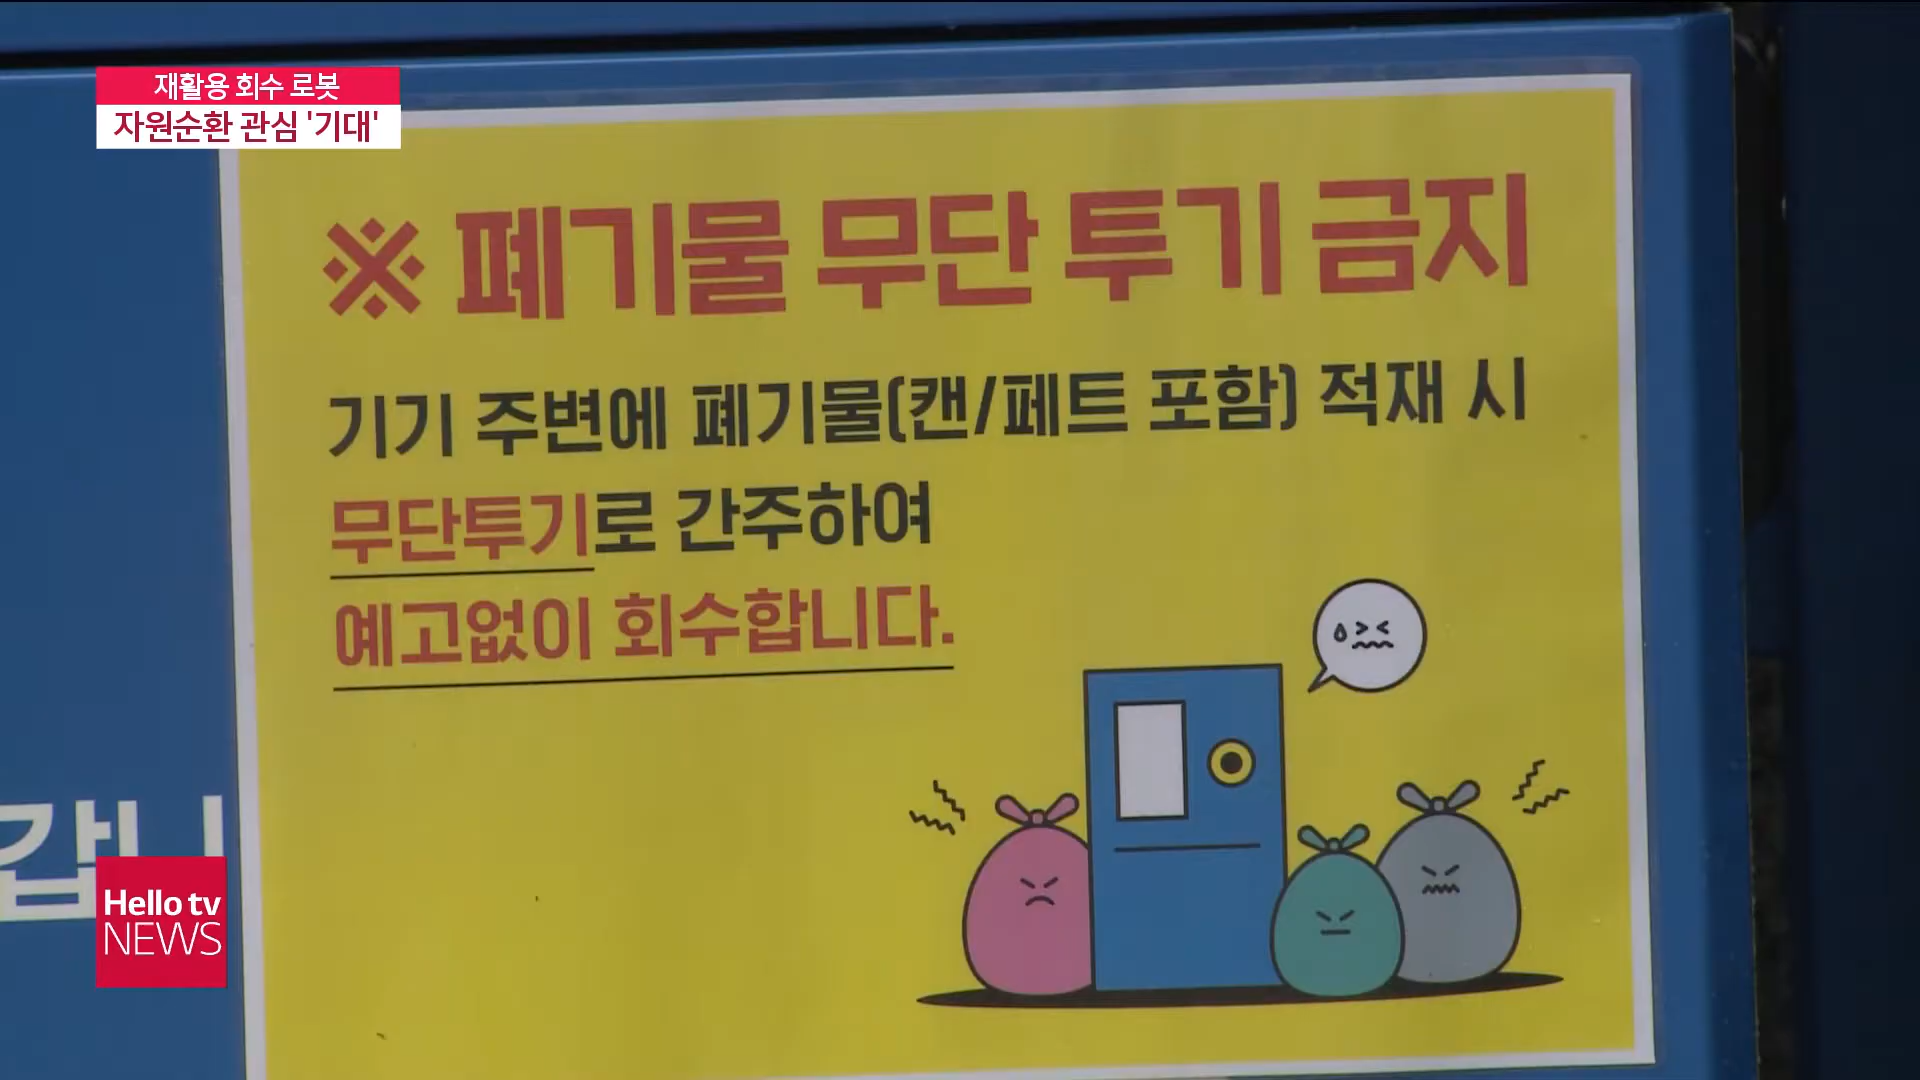 재활용 회수 로봇
자원순환 관심 '기대'
※ 폐기물 무단 투기 금지
기기 주변에 폐기물(캔/페트 포함) 적재 시
무단투기로 간주하여
예고없이 회수합니다.
갑니
Hello tv
NEWS